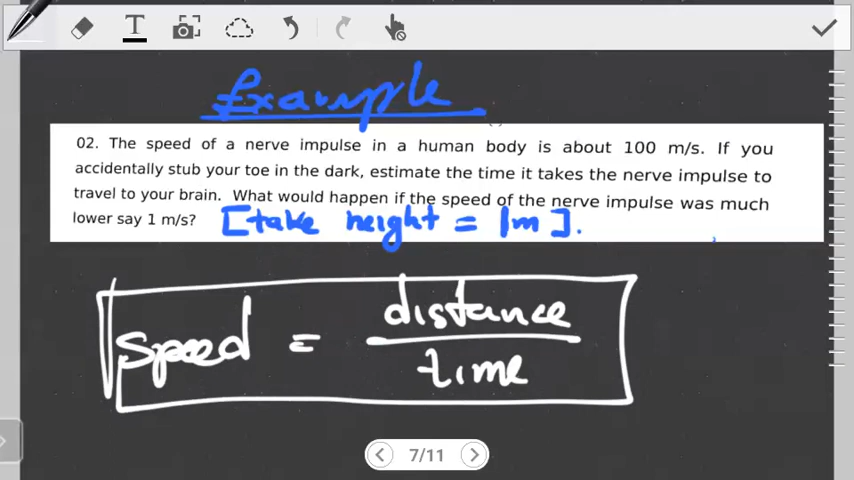 T
Example
02. The speed of a nerve impulse in a human body is about 100 m/s. If you
accidentally stub your toe in the dark, estimate the time it takes the nerve impulse to
travel to your brain. What would happen if the speed of the nerve impulse was much
lower say 1 m/s? [take height = 1m].
speed = distance
time
7/11